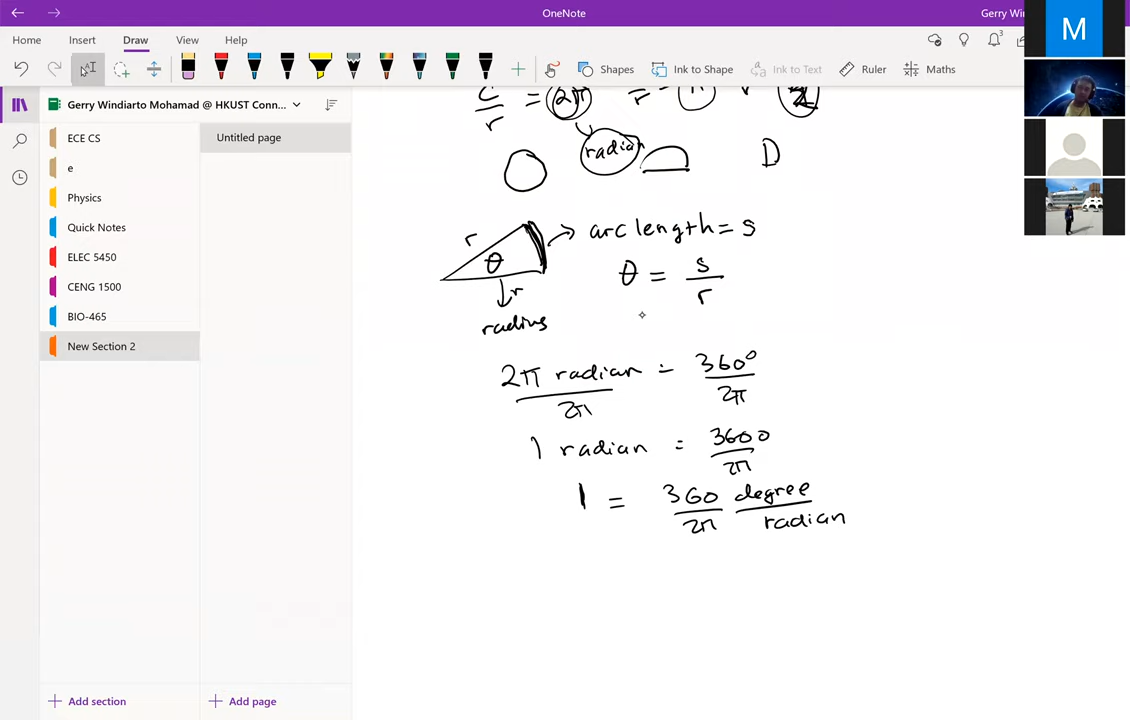 OneNote
Gerry Win
Home Insert Draw View Help
Shapes Ink to Shape Ink to Text Ruler Maths
M
3
Gerry Windiarto Mohamad @ HKUST Conn...
ECE CS
e
Physics
Quick Notes
ELEC 5450
CENG 1500
BIO-465
New Section 2
Untitled page
Add section
Add page
C/r = 2π
radian
r
θ
arc length = s
r
radius
θ = s/r
2π radian/2π = 360°/2π
1 radian = 360°/2π
1 = 360/2π degree/radian